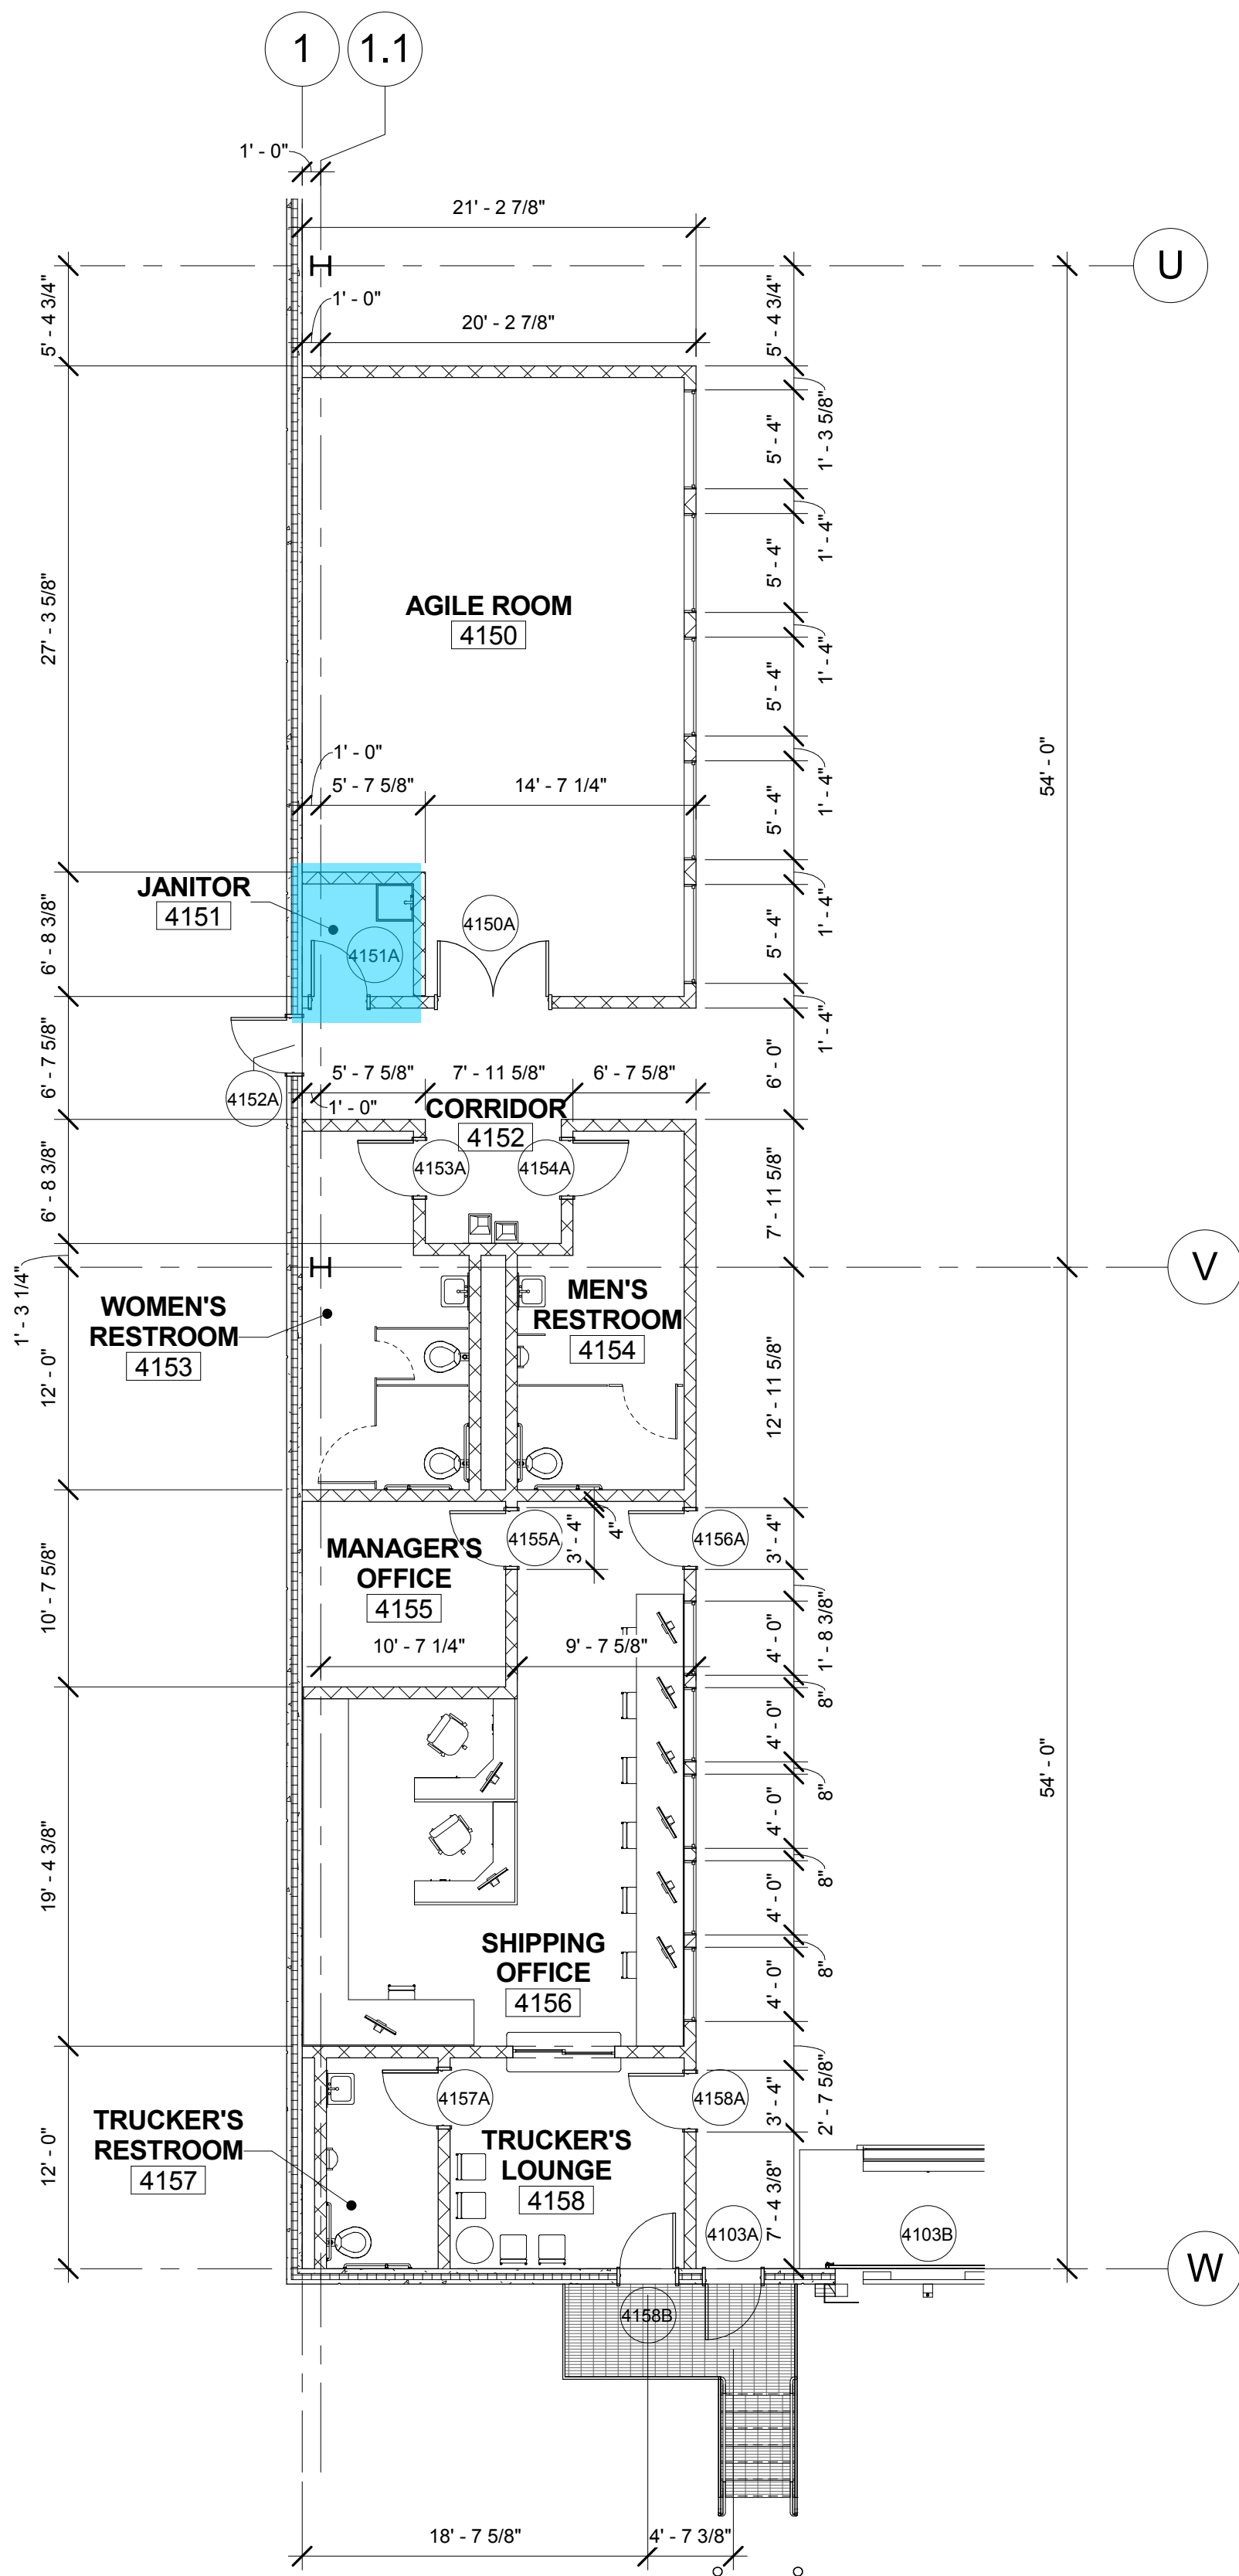 1
1.1
1' - 0"
21' - 2 7/8"
U
5' - 4 3/4"
1' - 0"
20' - 2 7/8"
5' - 4 3/4"
1' - 3 5/8"
5' - 4"
1' - 4"
5' - 4"
27' - 3 5/8"
AGILE ROOM
4150
1' - 4"
5' - 4"
54' - 0"
1' - 0"
5' - 7 5/8"
14' - 7 1/4"
1' - 4"
5' - 4"
JANITOR
4151
6' - 8 3/8"
4151A
4150A
1' - 4"
5' - 4"
1' - 4"
6' - 7 5/8"
4152A
5' - 7 5/8"
7' - 11 5/8"
6' - 7 5/8"
6' - 0"
1' - 0"
CORRIDOR
4152
4153A
4154A
6' - 8 3/8"
7' - 11 5/8"
V
1' - 3 1/4"
WOMEN'S
RESTROOM
4153
MEN'S
RESTROOM
4154
12' - 0"
12' - 11 5/8"
MANAGER'S
OFFICE
4155
4155A
3' - 4"
4"
4156A
3' - 4"
10' - 7 5/8"
10' - 7 1/4"
9' - 7 5/8"
1' - 8 3/8"
4' - 0"
8"
4' - 0"
8"
4' - 0"
54' - 0"
8"
4' - 0"
19' - 4 3/8"
8"
4' - 0"
SHIPPING
OFFICE
4156
2' - 7 5/8"
4157A
4158A
3' - 4"
TRUCKER'S
RESTROOM
4157
12' - 0"
TRUCKER'S
LOUNGE
4158
7' - 4 3/8"
4103A
4103B
W
4158B
18' - 7 5/8"
4' - 7 3/8"